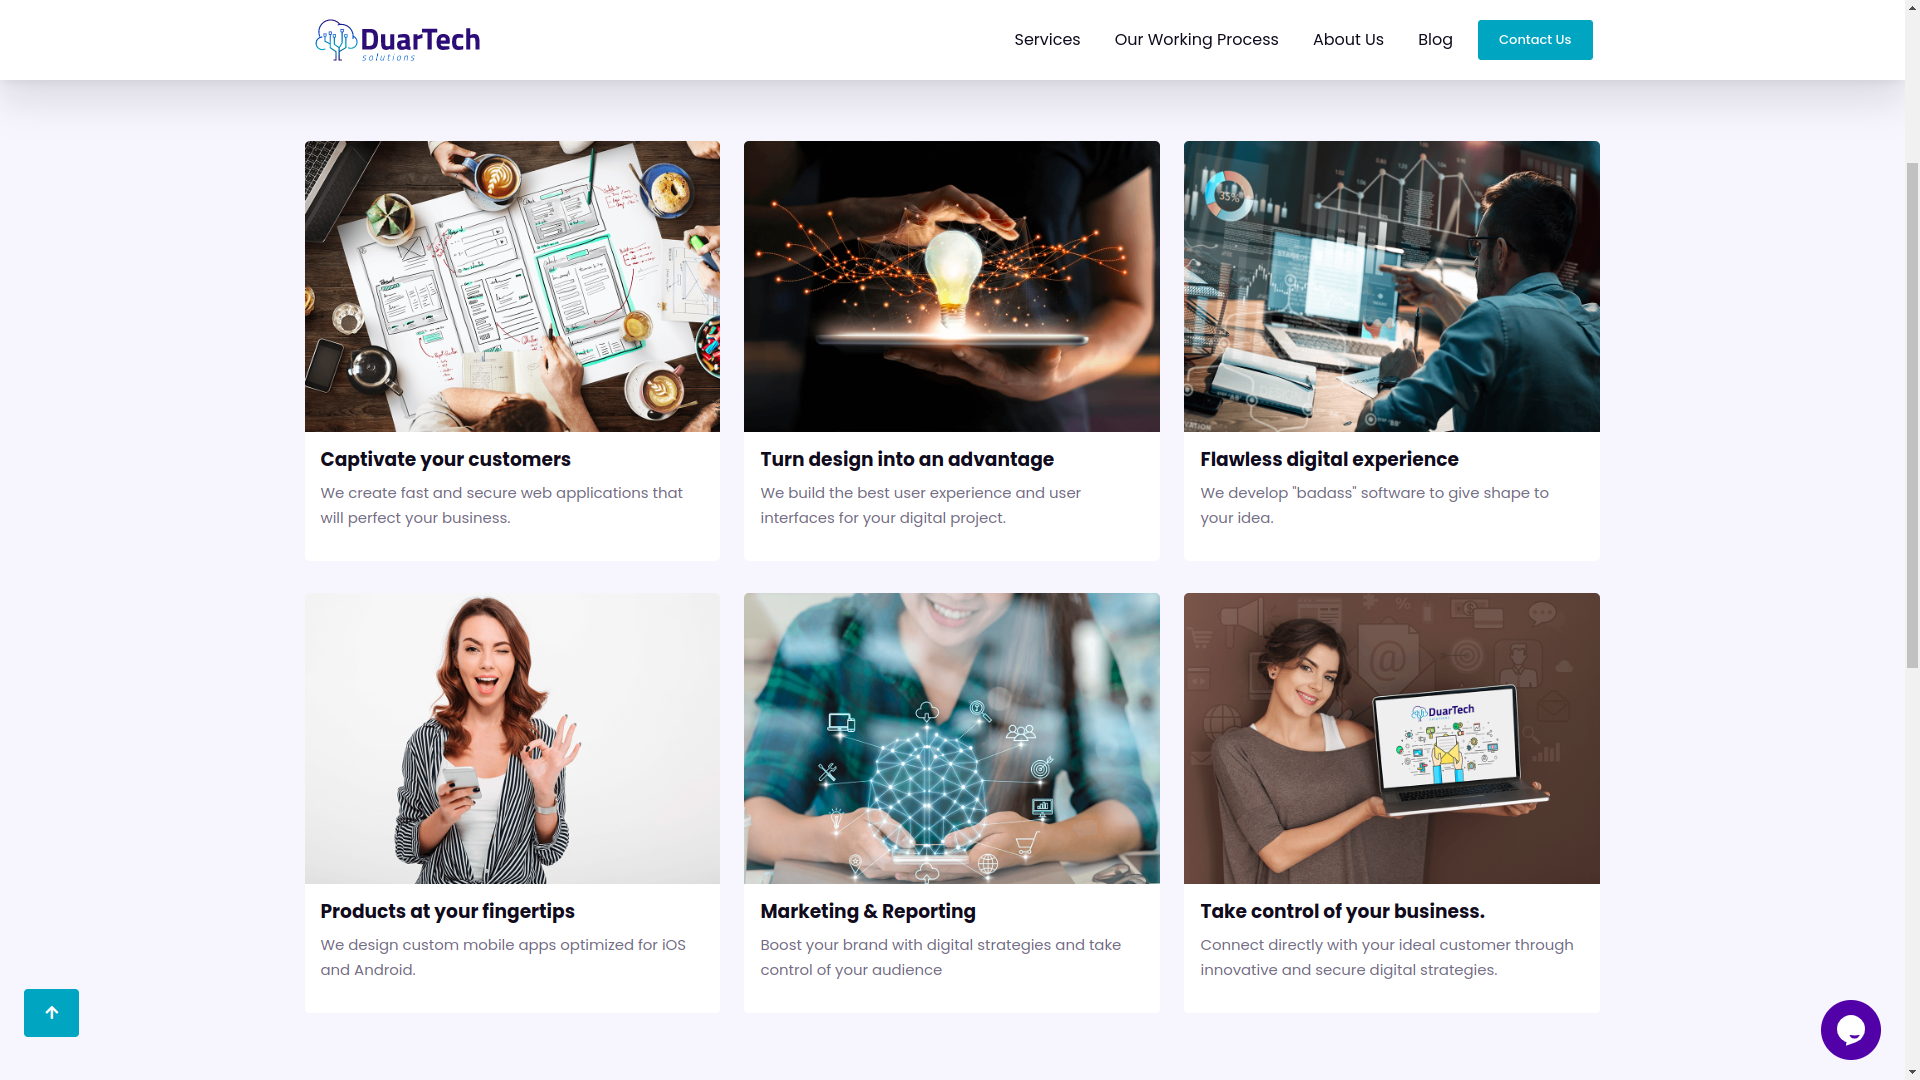 DuarTech
solutions
Services
Our Working Process
About Us
Blog
Contact Us
35%
Captivate your customers
We create fast and secure web applications that
will perfect your business.
Turn design into an advantage
We build the best user experience and user
interfaces for your digital project.
Flawless digital experience
We develop "badass" software to give shape to
your idea.
DuarTech
Products at your fingertips
We design custom mobile apps optimized for iOS
and Android.
Marketing & Reporting
Boost your brand with digital strategies and take
control of your audience
Take control of your business.
Connect directly with your ideal customer through
innovative and secure digital strategies.